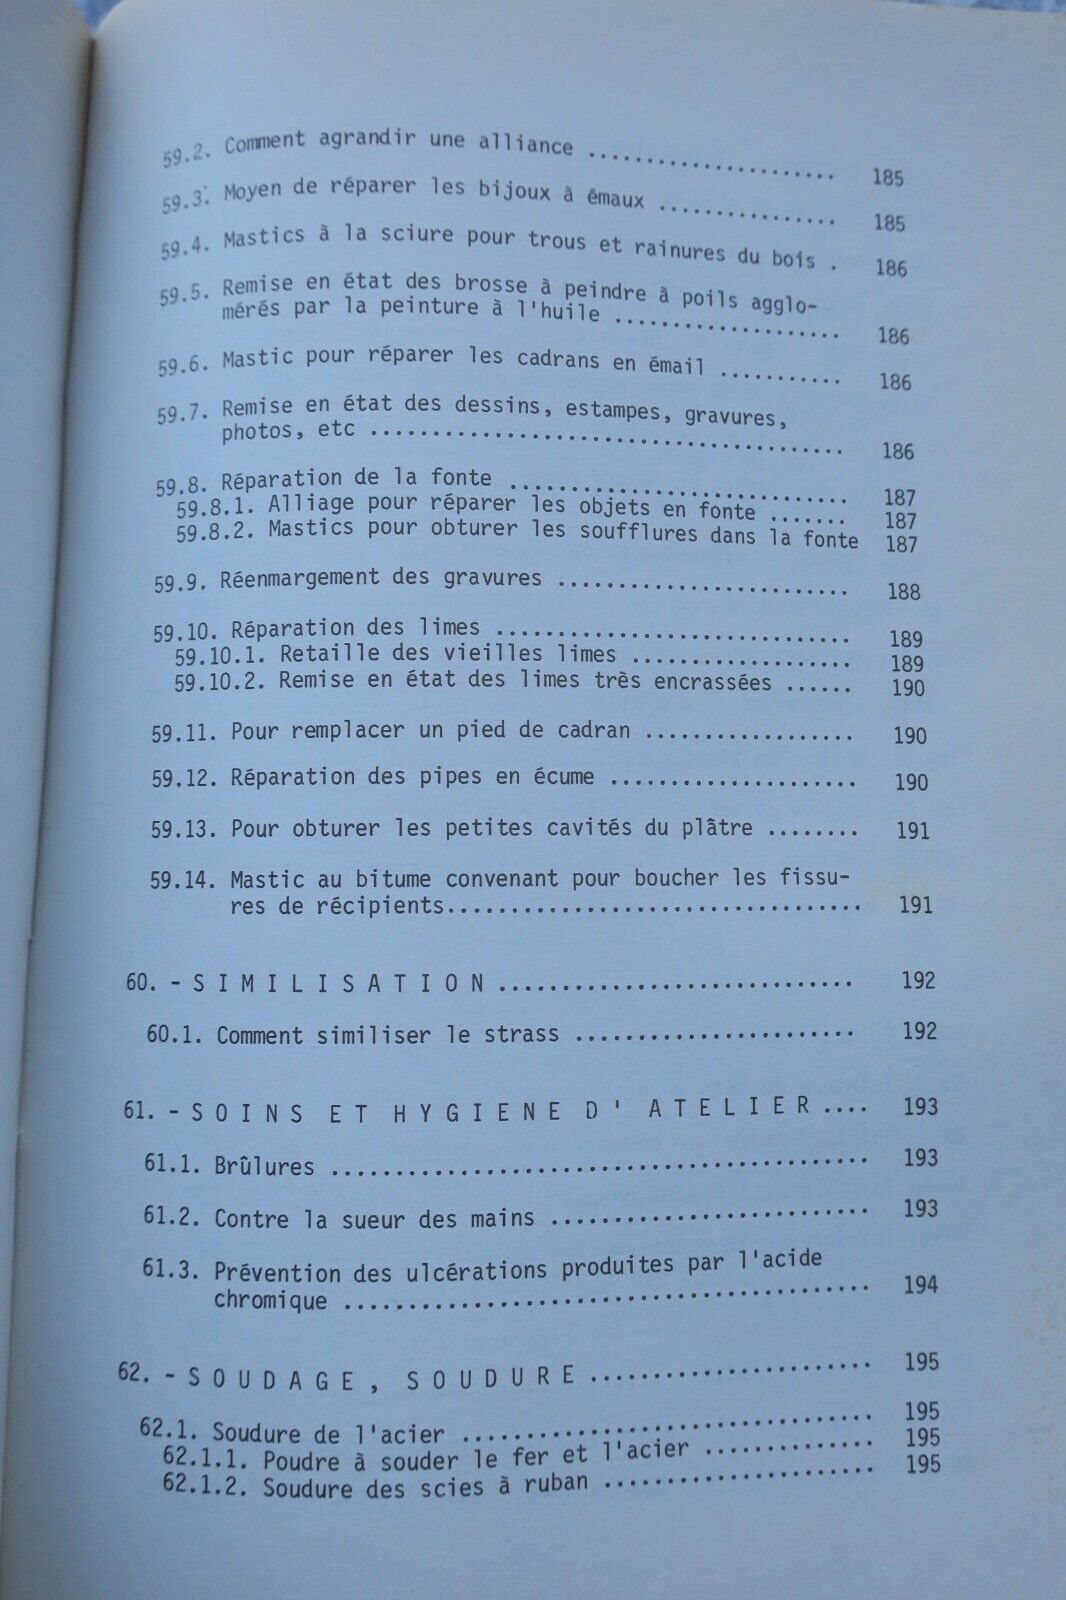 59.2. Comment agrandir une alliance ....................... 185
59.3. Moyen de réparer les bijoux à émaux ................ 185
59.4. Mastics à la sciure pour trous et rainures du bois . 186
59.5. Remise en état des brosse à peindre à poils agglo-
mérés par la peinture à l'huile ..................... 186
59.6. Mastic pour réparer les cadrans en émail ........... 186
59.7. Remise en état des dessins, estampes, gravures,
photos, etc ......................................... 186
59.8. Réparation de la fonte ............................. 187
59.8.1. Alliage pour réparer les objets en fonte ....... 187
59.8.2. Mastics pour obturer les soufflures dans la fonte 187
59.9. Réenmargement des gravures ......................... 188
59.10. Réparation des limes .............................. 189
59.10.1. Retaille des vieilles limes ................... 189
59.10.2. Remise en état des limes très encrassées ...... 190
59.11. Pour remplacer un pied de cadran .................. 190
59.12. Réparation des pipes en écume ..................... 190
59.13. Pour obturer les petites cavités du plâtre ........ 191
59.14. Mastic au bitume convenant pour boucher les fissu-
res de récipients.................................. 191
60. - S I M I L I S A T I O N ............................. 192
60.1. Comment similiser le strass ....................... 192
61. - S O I N S E T H Y G I E N E D ' A T E L I E R .... 193
61.1. Brûlures .......................................... 193
61.2. Contre la sueur des mains ......................... 193
61.3. Prévention des ulcérations produites par l'acide
chromique ......................................... 194
62. - S O U D A G E , S O U D U R E ....................... 195
62.1. Soudure de l'acier ................................ 195
62.1.1. Poudre à souder le fer et l'acier .............. 195
62.1.2. Soudure des scies à ruban ...................... 195